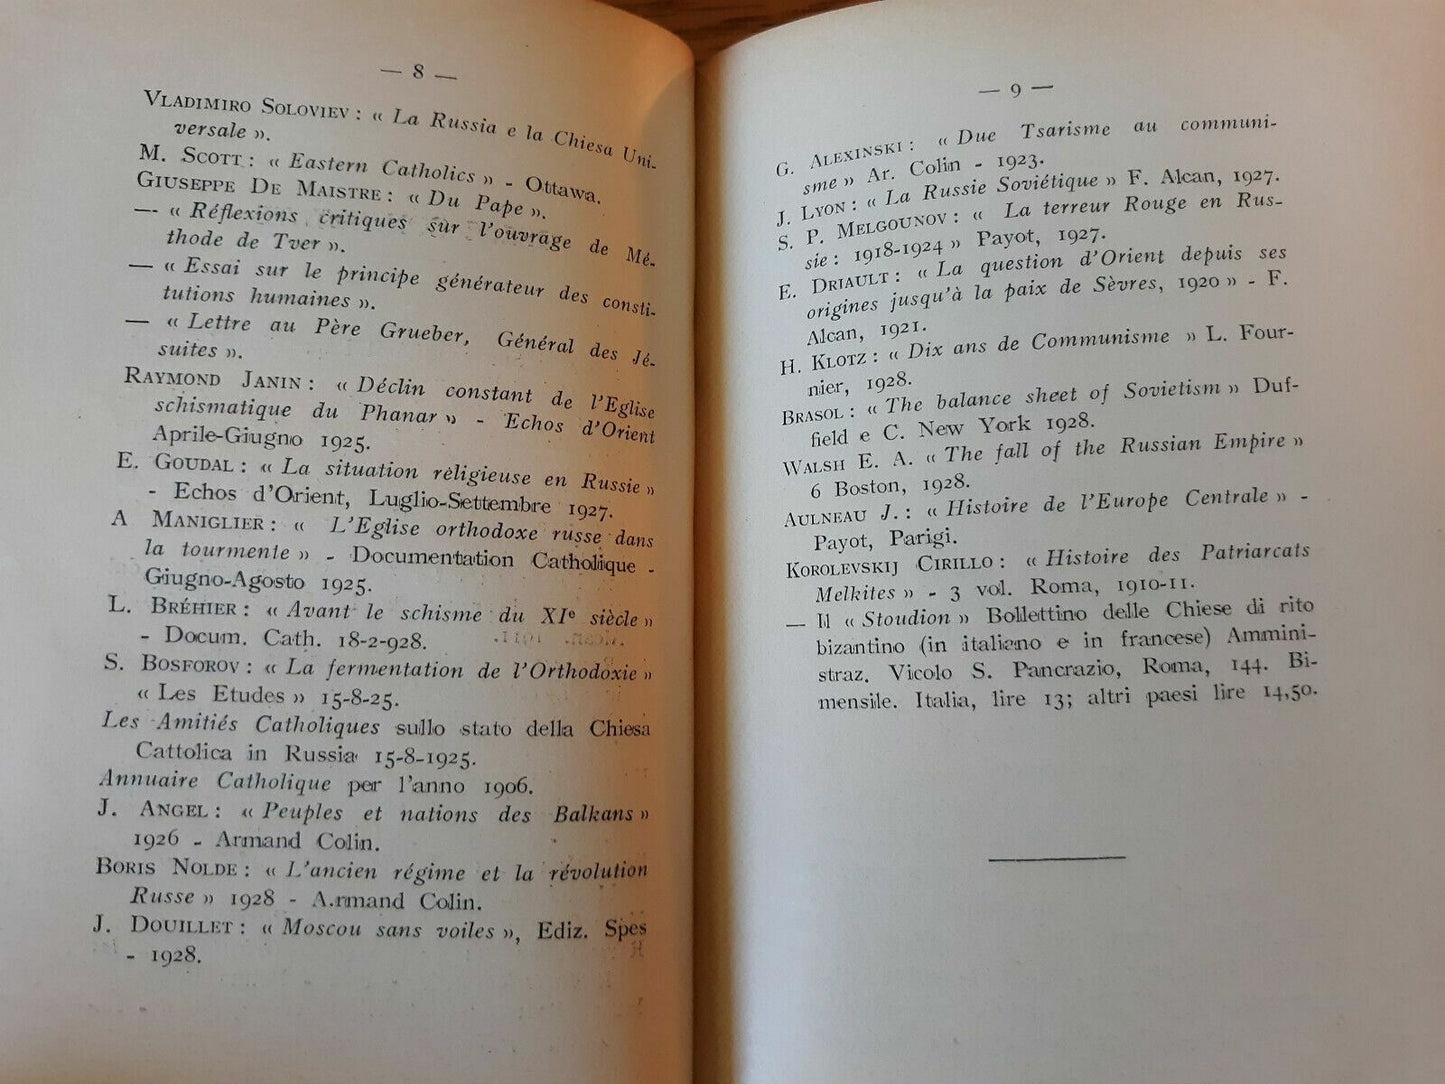 — 8 —
VLADIMIRO SOLOVIEV : « La Russia e la Chiesa Uni-
versale ».
M. SCOTT : « Eastern Catholics » - Ottawa.
GIUSEPPE DE MAISTRE : « Du Pape ».
— « Réflexions critiques sur l'ouvrage de Mé-
thode de Tver ».
— « Essai sur le principe générateur des consti-
tutions humaines ».
— « Lettre au Père Grueber, Général des Jé-
suites ».
RAYMOND JANIN : « Déclin constant de l'Eglise
schismatique du Phanar » - Echos d'Orient
Aprile-Giugno 1925.
E. GOUDAL : « La situation rèligieuse en Russie »
- Echos d'Orient, Luglio-Settembre 1927.
A MANIGLIER : « L'Eglise orthodoxe russe dans
la tourmente » - Documentation Catholique -
Giugno-Agosto 1925.
L. BRÉHIER : « Avant le schisme du XIe siècle »
- Docum. Cath. 18-2-928.
S. BOSFOROV : « La fermentation de l'Orthodoxie »
« Les Etudes » 15-8-25.
Les Amitiés Catholiques sullo stato della Chiesa
Cattolica in Russia 15-8-1925.
Annuaire Catholique per l'anno 1906.
J. ANGEL : « Peuples et nations des Balkans »
1926 - Armand Colin.
BORIS NOLDE : « L'ancien régime et la révolution
Russe » 1928 - Armand Colin.
J. DOUILLET : « Moscou sans voiles », Ediz. Spes
- 1928.
— 9 —
G. ALEXINSKI : « Due Tsarisme au communi-
sme » Ar. Colin - 1923.
J. LYON : « La Russie Soviétique » F. Alcan, 1927.
S. P. MELGOUNOV : « La terreur Rouge en Rus-
sie : 1918-1924 » Payot, 1927.
E. DRIAULT : « La question d'Orient depuis ses
origines jusqu'à la paix de Sèvres, 1920 » - F.
Alcan, 1921.
H. KLOTZ : « Dix ans de Communisme » L. Four-
nier, 1928.
BRASOL : « The balance sheet of Sovietism » Duf-
field e C. New York 1928.
WALSH E. A. « The fall of the Russian Empire »
6 Boston, 1928.
AULNEAU J. : « Histoire de l'Europe Centrale » -
Payot, Parigi.
KOROLEVSKIJ CIRILLO : « Histoire des Patriarcats
Melkites » - 3 vol. Roma, 1910-11.
— Il « Stoudion » Bollettino delle Chiese di rito
bizantino (in italiano e in francese) Ammini-
straz. Vicolo S. Pancrazio, Roma, 144. Bi-
mensile. Italia, lire 13; altri paesi lire 14,50.